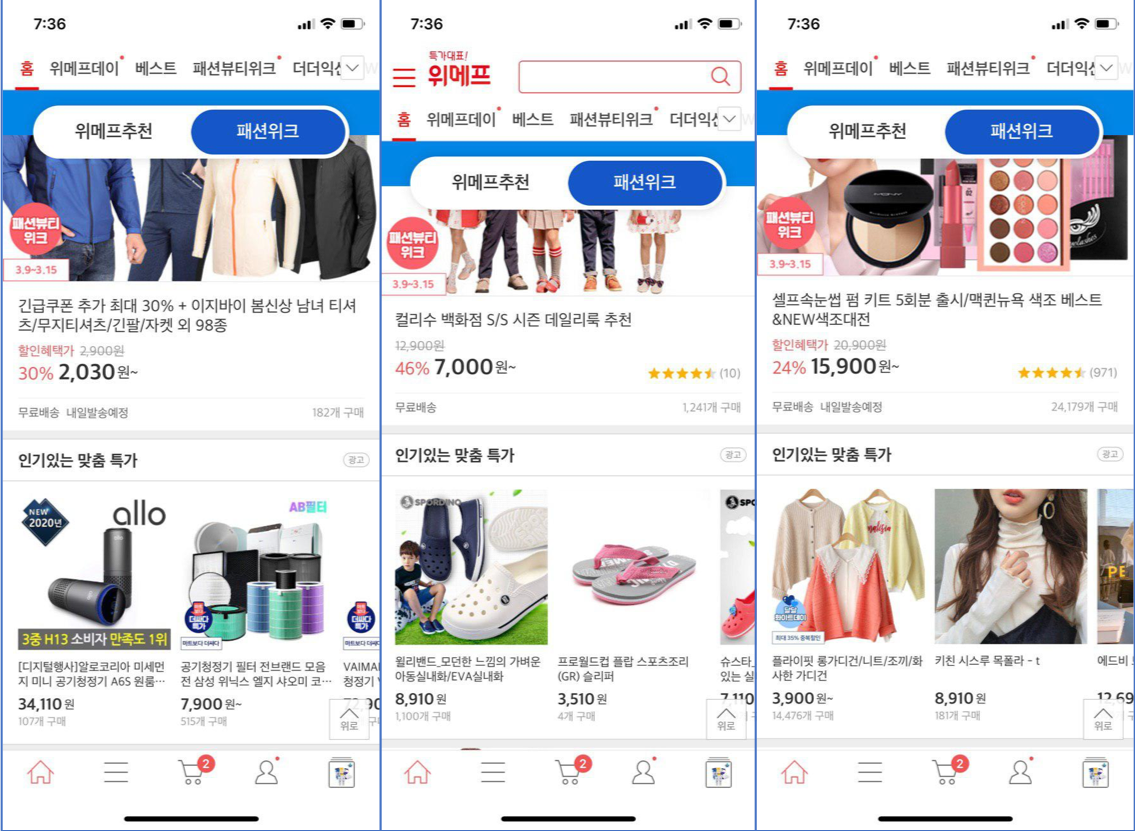 7:36
홈 위메프데이 베스트 패션뷰티위크 더더익선
위메프추천 패션위크
패션뷰티
위크
3.9~3.15
긴급쿠폰 추가 최대 30% + 이지바이 봄신상 남녀 티셔
츠/무지티셔츠/긴팔/자켓 외 98종
할인혜택가 2,900원
30% 2,030원~
무료배송 내일발송예정 182개 구매
인기있는 맞춤 특가 광고
NEW
2020년
allo
3중 H13 소비자 만족도 1위
AB필터
더싸다
특가
마트보다 더싸다
마트보다 더싸다
[디지털행사]알로코리아 미세먼
지 미니 공기청정기 A6S 원룸…
34,110원
107개 구매
공기청정기 필터 전브랜드 모음
전 삼성 위닉스 엘지 샤오미 코…
7,900원~
515개 구매
VAIMA
청정기
위로
2
7:36
특가대표!
위메프
홈 위메프데이 베스트 패션뷰티위크 더더익선
위메프추천 패션위크
패션뷰티
위크
3.9~3.15
컬리수 백화점 S/S 시즌 데일리룩 추천
12,900원
46% 7,000원~
(10)
무료배송 1,241개 구매
인기있는 맞춤 특가 광고
SPORDINO
SPO
윌리밴드_모던한 느낌의 가벼운
아동실내화/EVA실내화
8,910원
1,100개 구매
프로월드컵 플랍 스포츠조리
(GR) 슬리퍼
3,510원
4개 구매
슈스타_
있는 실
7,110
위로
2
7:36
홈 위메프데이 베스트 패션뷰티위크 더더익선
위메프추천 패션위크
패션뷰티
위크
3.9~3.15
셀프속눈썹 펌 키트 5회분 출시/맥퀸뉴욕 색조 베스트
&NEW색조대전
할인혜택가 20,900원
24% 15,900원~
(971)
무료배송 내일발송예정 24,179개 구매
인기있는 맞춤 특가 광고
최대 35% 중복할인
플라이핏 롱가디건/니트/조끼/화
사한 가디건
3,900원~
14,476개 구매
키친 시스루 목폴라 - t
8,910원
181개 구매
PE
에드비
12,69
위로
2